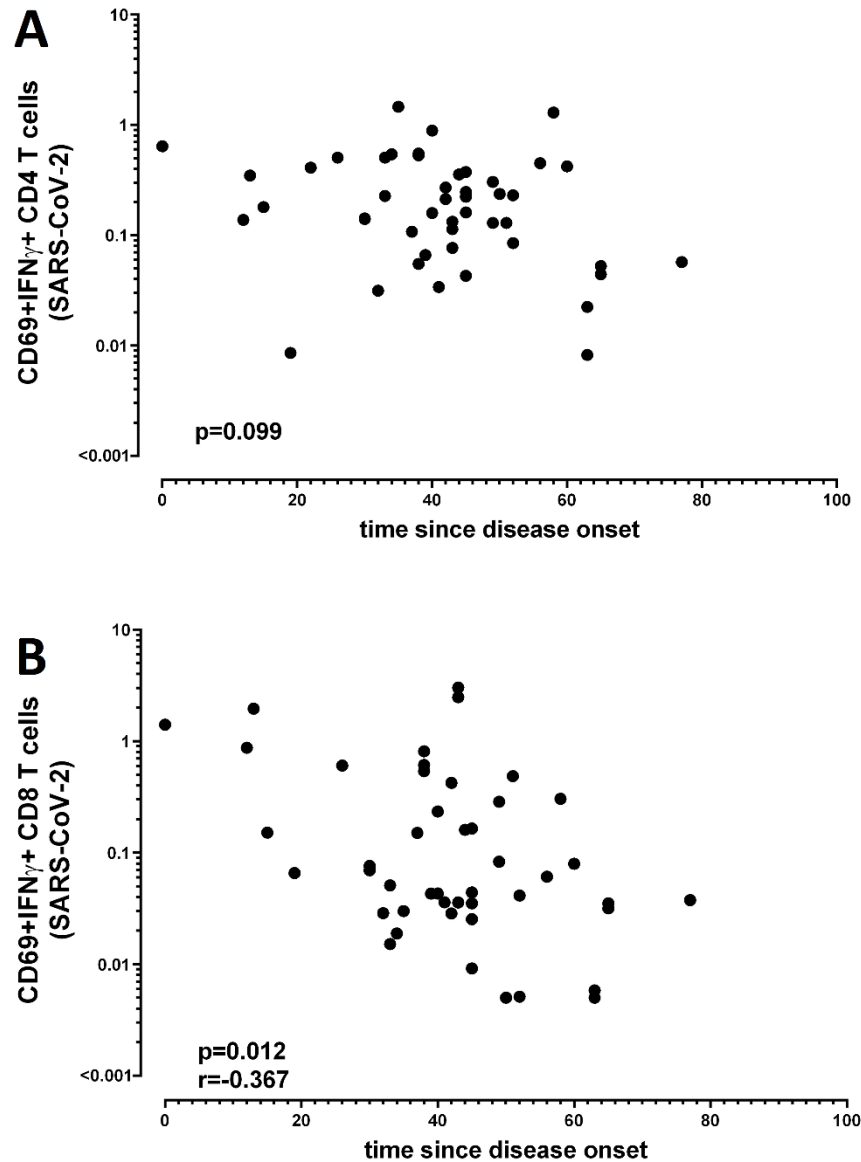 A
CD69+IFNγ+ CD4 T cells
(SARS-CoV-2)
10
1
0.1
0.01
<0.001
p=0.099
0 20 40 60 80 100
time since disease onset
B
CD69+IFNγ+ CD8 T cells
(SARS-CoV-2)
10
1
0.1
0.01
<0.001
p=0.012
r=-0.367
0 20 40 60 80 100
time since disease onset